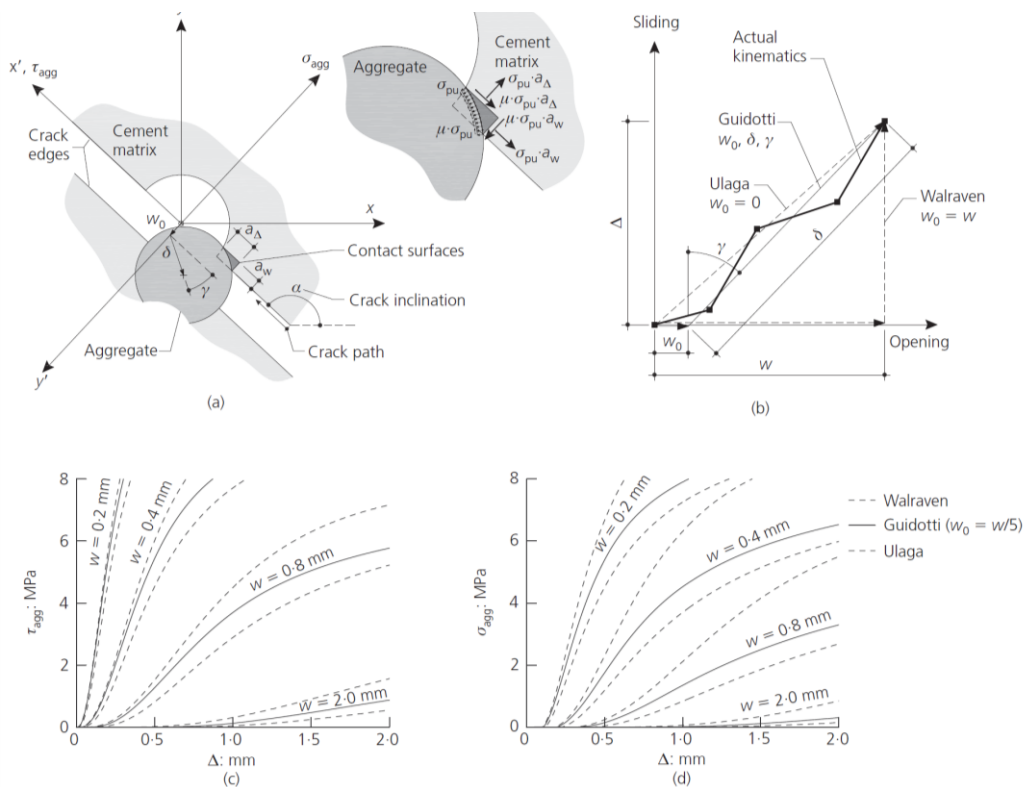 y
x', τagg
σagg
Crack
edges
Cement
matrix
w0
x
δ
γ
aΔ
aw
α
Contact surfaces
Crack inclination
Crack path
Aggregate
y'
(a)
Aggregate
Cement
matrix
σpu
μ·σpu
σpu·aΔ
μ·σpu·aΔ
μ·σpu·aw
σpu·aw
Sliding
Actual
kinematics
Guidotti
w0, δ, γ
Ulaga
w0 = 0
Walraven
w0 = w
Δ
γ
δ
w0
Opening
w
(b)
τagg: MPa
8
6
4
2
0
w = 0·2 mm
w = 0·4 mm
w = 0·8 mm
w = 2·0 mm
0
0·5
1·0
1·5
2·0
Δ: mm
(c)
σagg: MPa
8
6
4
2
0
w = 0·2 mm
w = 0·4 mm
w = 0·8 mm
w = 2·0 mm
0
0·5
1·0
1·5
2·0
Δ: mm
(d)
Walraven
Guidotti (w0 = w/5)
Ulaga